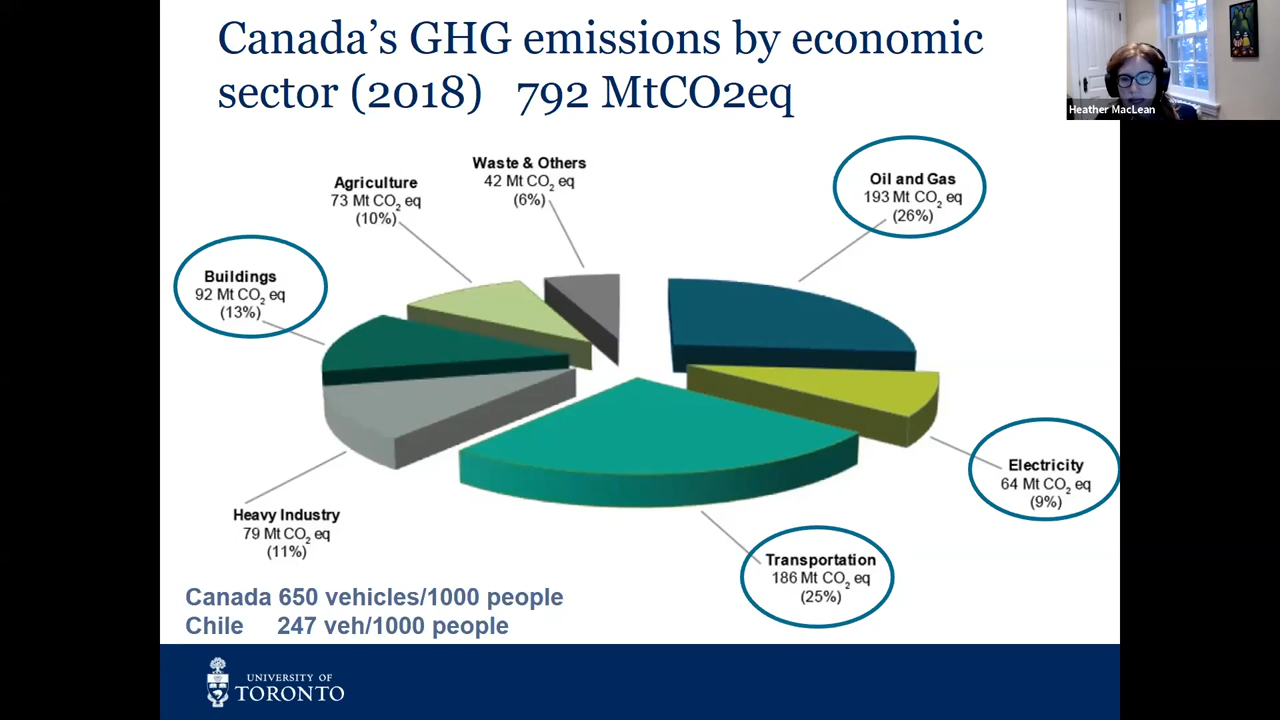 Canada’s GHG emissions by economic
sector (2018) 792 MtCO2eq
Heather MacLean
Waste & Others
42 Mt CO₂ eq
(6%)
Agriculture
73 Mt CO₂ eq
(10%)
Oil and Gas
193 Mt CO₂ eq
(26%)
Buildings
92 Mt CO₂ eq
(13%)
Electricity
64 Mt CO₂ eq
(9%)
Heavy Industry
79 Mt CO₂ eq
(11%)
Transportation
186 Mt CO₂ eq
(25%)
Canada 650 vehicles/1000 people
Chile 247 veh/1000 people
UNIVERSITY OF
TORONTO